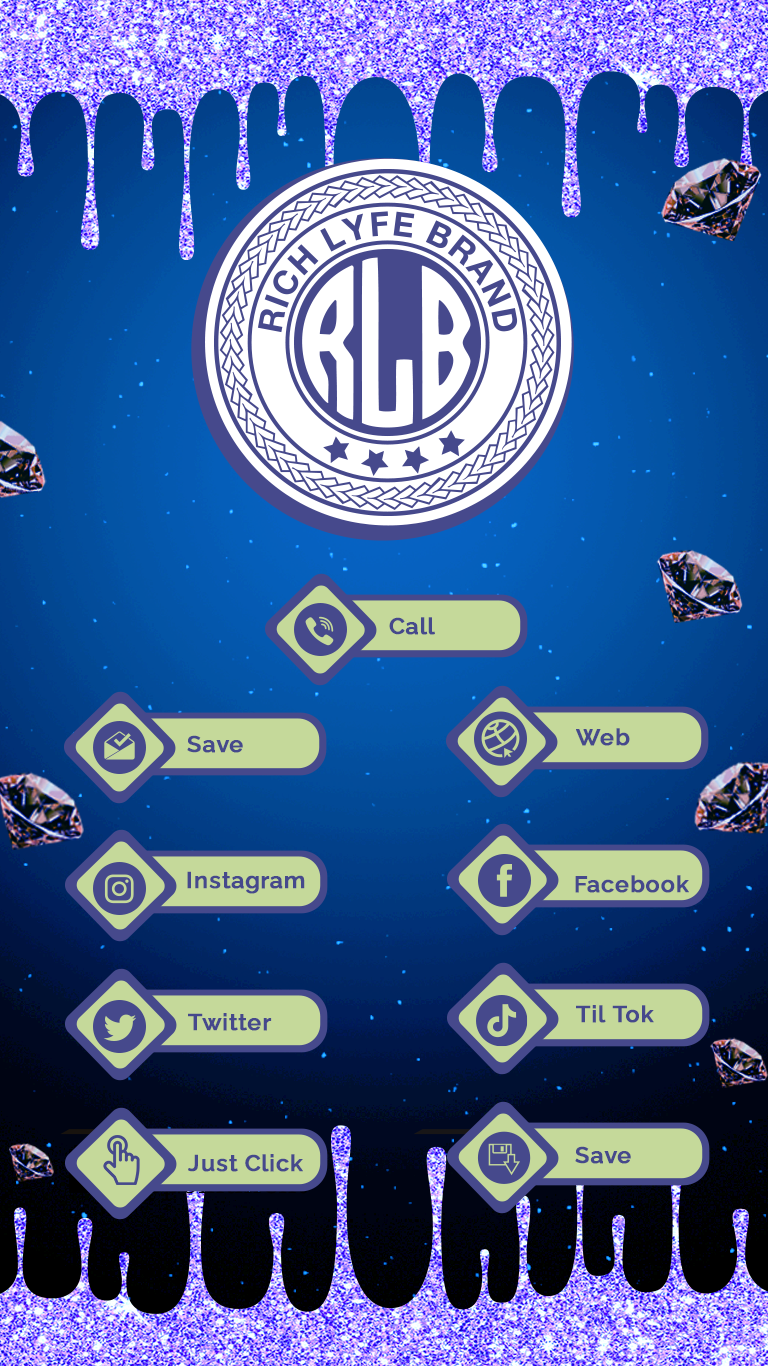 RICH LYFE BRAND
RLB
Call
Save
Web
Instagram
Facebook
Twitter
Til Tok
Just Click
Save